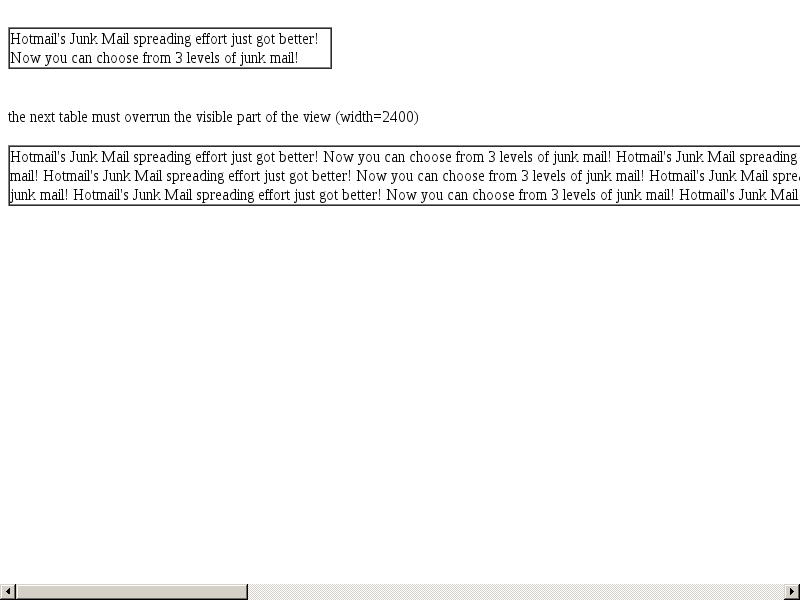 Hotmail's Junk Mail spreading effort just got better!
Now you can choose from 3 levels of junk mail!
the next table must overrun the visible part of the view (width=2400)
Hotmail's Junk Mail spreading effort just got better! Now you can choose from 3 levels of junk mail! Hotmail's Junk Mail spreading
mail! Hotmail's Junk Mail spreading effort just got better! Now you can choose from 3 levels of junk mail! Hotmail's Junk Mail sprea
junk mail! Hotmail's Junk Mail spreading effort just got better! Now you can choose from 3 levels of junk mail! Hotmail's Junk Mail